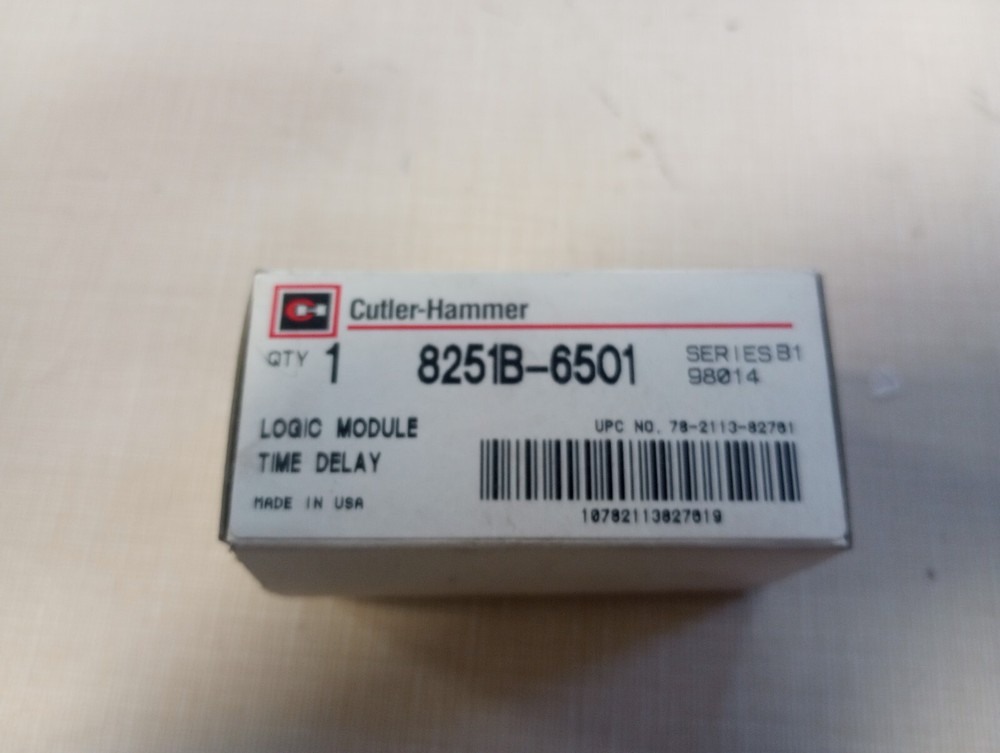 Cutler-Hammer
QTY 1 8251B-6501 SERIES B1
98014
LOGIC MODULE
TIME DELAY
MADE IN USA
UPC NO. 78-2113-82761
10782113827619